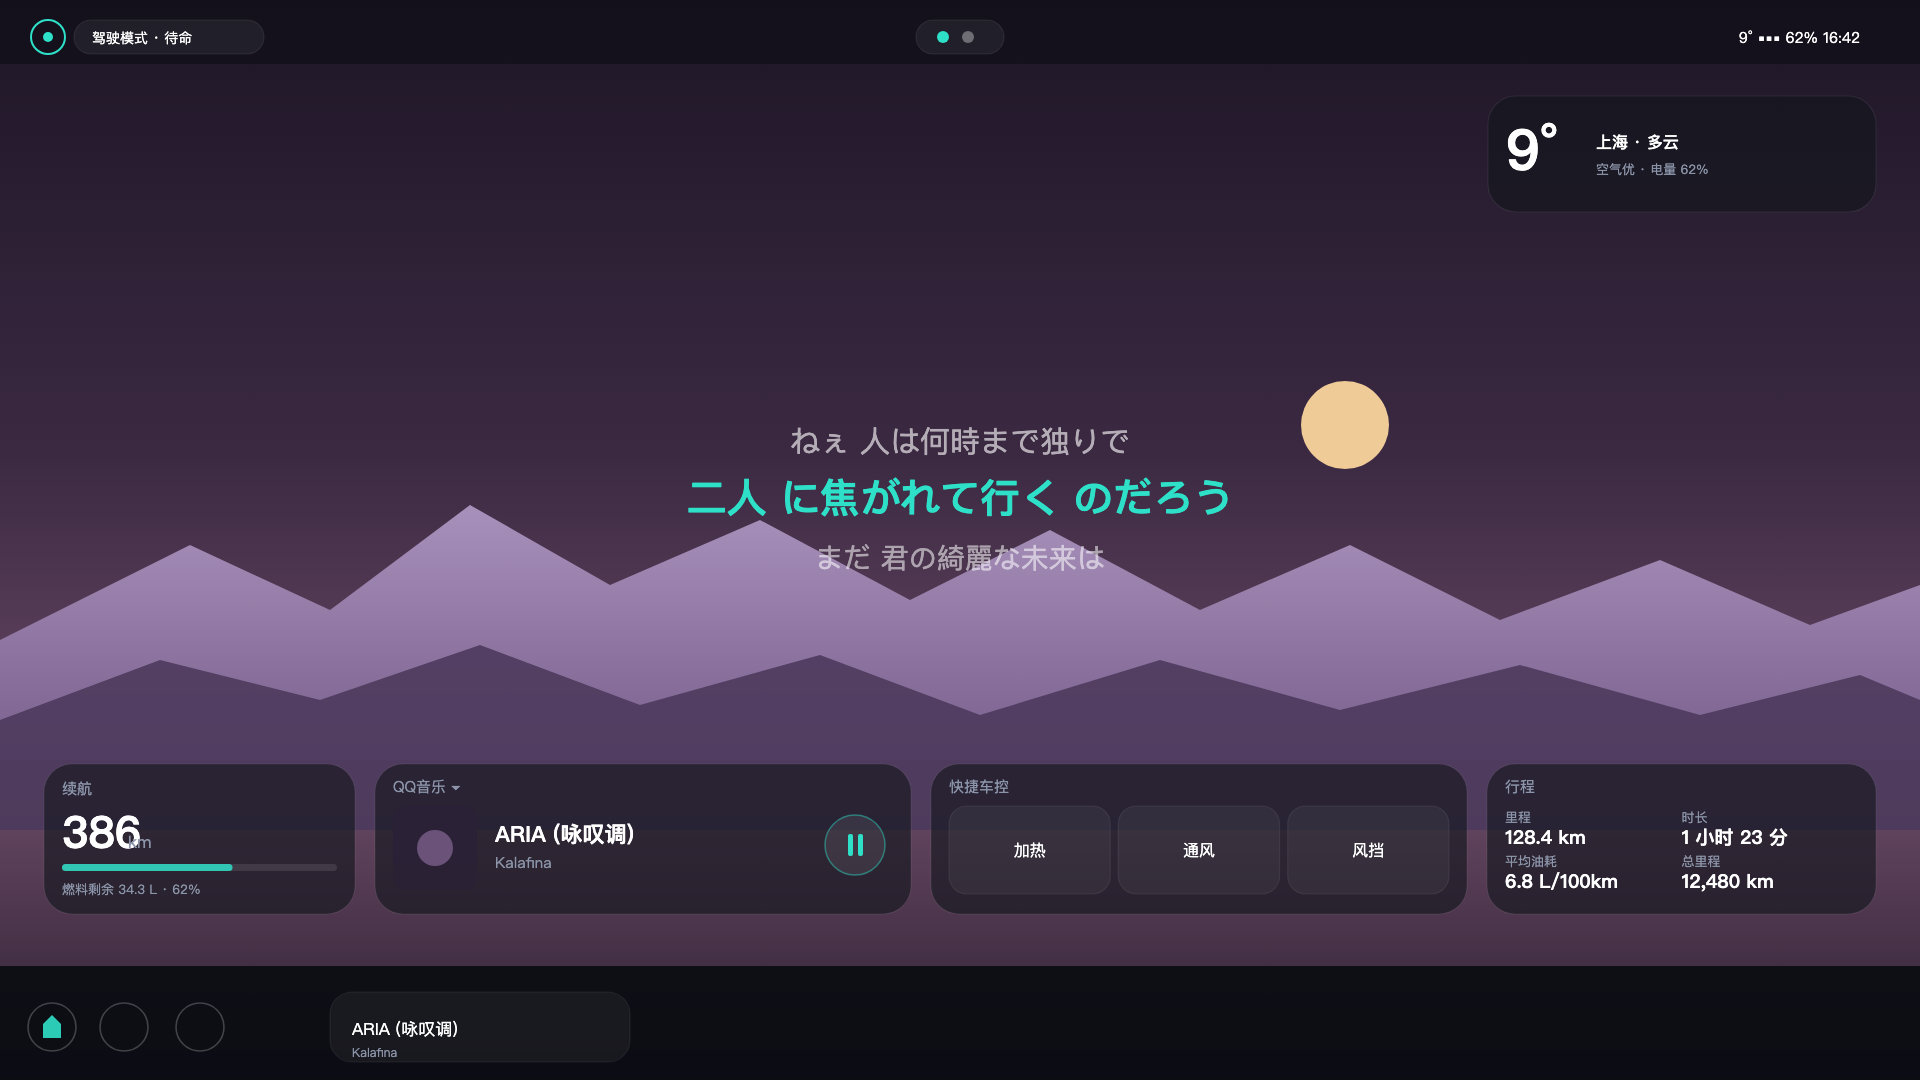 驾驶模式 · 待命
9° ▪▪▪ 62% 16:42
9°
上海 · 多云
空气优 · 电量 62%
ねぇ 人は何時まで独りで
二人 に焦がれて行く のだろう
まだ 君の綺麗な未来は
续航
386 km
燃料剩余 34.3 L · 62%
QQ音乐
ARIA (咏叹调)
Kalafina
快捷车控
加热
通风
风挡
行程
里程
128.4 km
时长
1 小时 23 分
平均油耗
6.8 L/100km
总里程
12,480 km
ARIA (咏叹调)
Kalafina